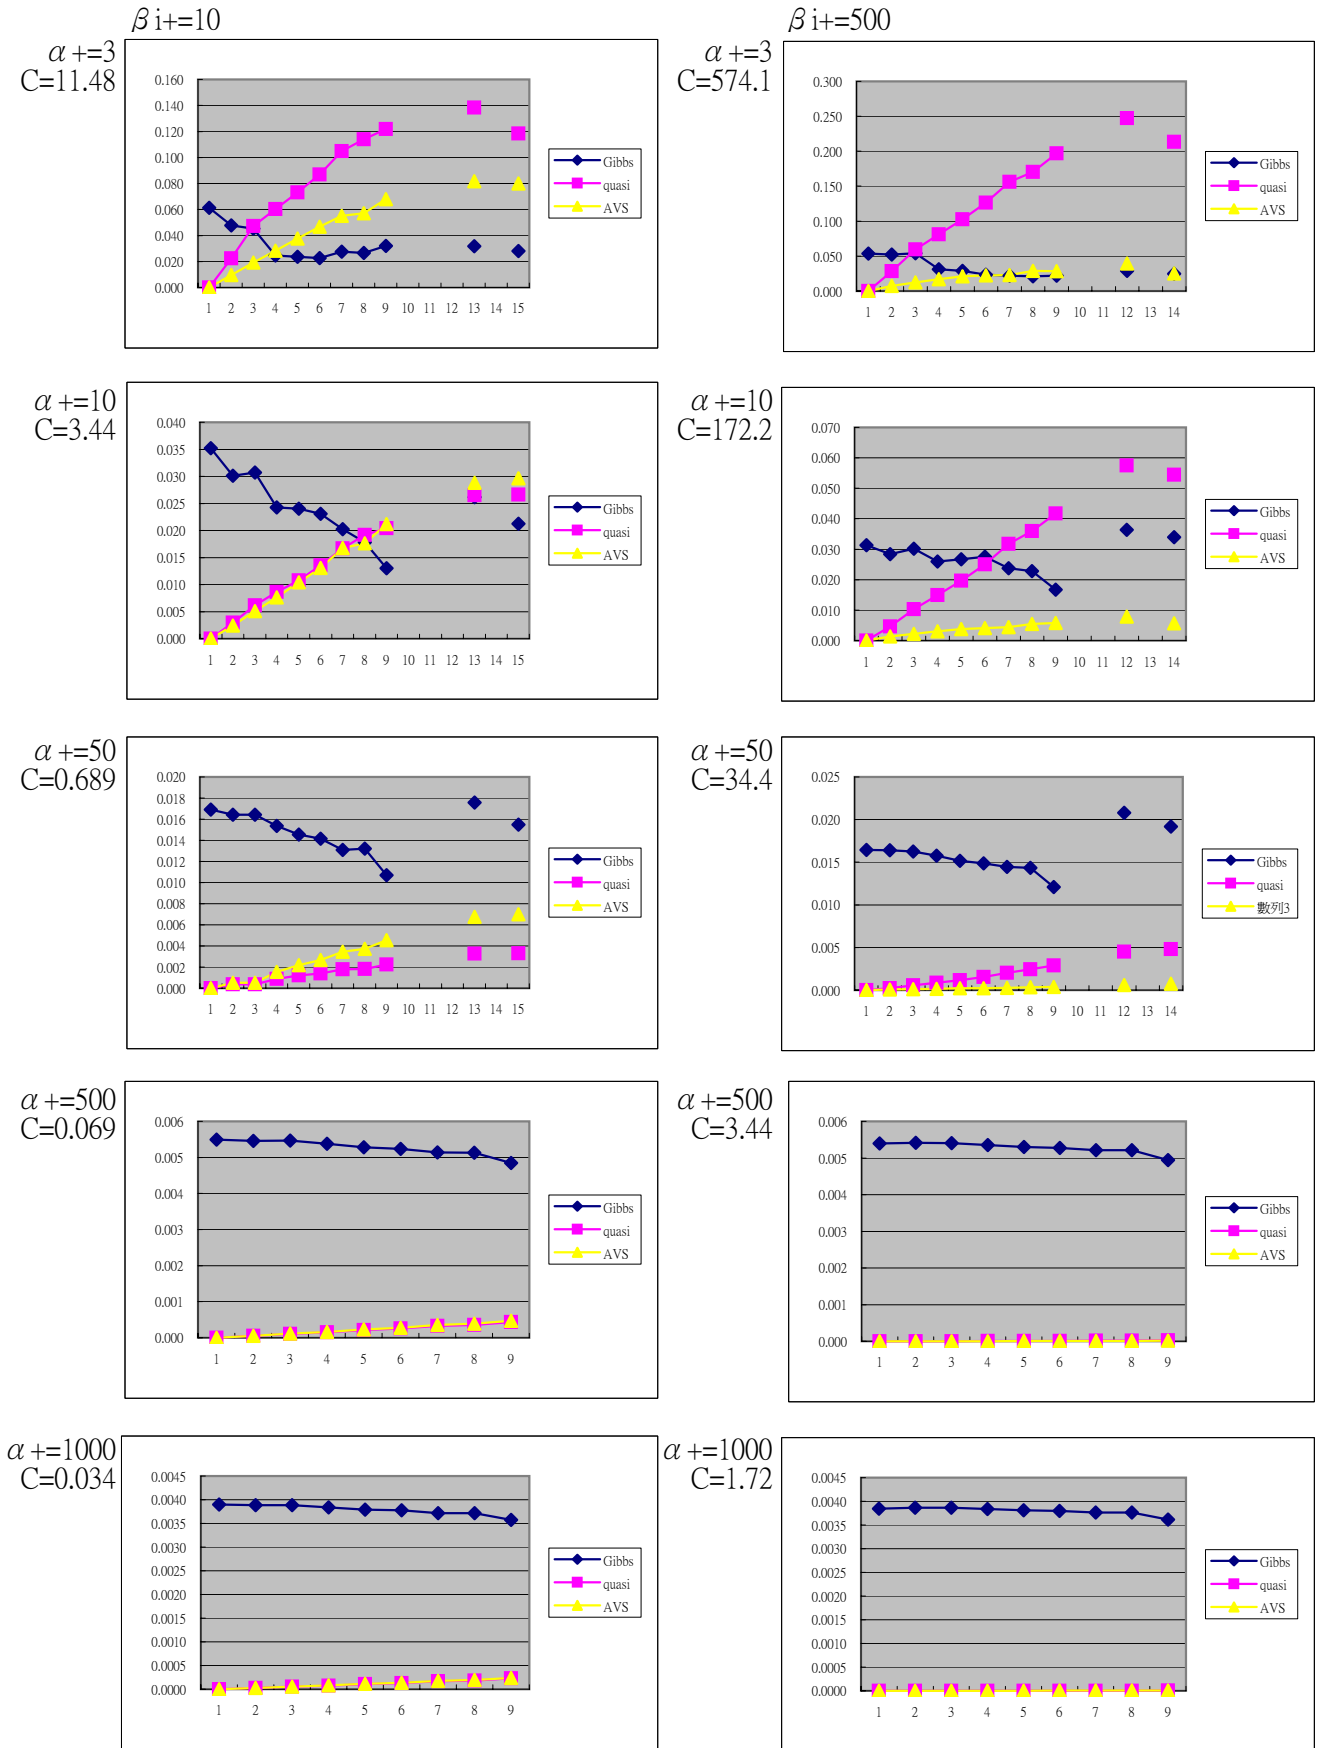 βi+=10
βi+=500
α+=3
C=11.48
0.160
0.140
0.120
0.100
0.080
0.060
0.040
0.020
0.000
1 2 3 4 5 6 7 8 9 10 11 12 13 14 15
Gibbs
quasi
AVS
α+=3
C=574.1
0.300
0.250
0.200
0.150
0.100
0.050
0.000
1 2 3 4 5 6 7 8 9 10 11 12 13 14
Gibbs
quasi
AVS
α+=10
C=3.44
0.040
0.035
0.030
0.025
0.020
0.015
0.010
0.005
0.000
1 2 3 4 5 6 7 8 9 10 11 12 13 14 15
Gibbs
quasi
AVS
α+=10
C=172.2
0.070
0.060
0.050
0.040
0.030
0.020
0.010
0.000
1 2 3 4 5 6 7 8 9 10 11 12 13 14
Gibbs
quasi
AVS
α+=50
C=0.689
0.020
0.018
0.016
0.014
0.012
0.010
0.008
0.006
0.004
0.002
0.000
1 2 3 4 5 6 7 8 9 10 11 12 13 14 15
Gibbs
quasi
AVS
α+=50
C=34.4
0.025
0.020
0.015
0.010
0.005
0.000
1 2 3 4 5 6 7 8 9 10 11 12 13 14
Gibbs
quasi
數列3
α+=500
C=0.069
0.006
0.005
0.004
0.003
0.002
0.001
0.000
1 2 3 4 5 6 7 8 9
Gibbs
quasi
AVS
α+=500
C=3.44
0.006
0.005
0.004
0.003
0.002
0.001
0.000
1 2 3 4 5 6 7 8 9
Gibbs
quasi
AVS
α+=1000
C=0.034
0.0045
0.0040
0.0035
0.0030
0.0025
0.0020
0.0015
0.0010
0.0005
0.0000
1 2 3 4 5 6 7 8 9
Gibbs
quasi
AVS
α+=1000
C=1.72
0.0045
0.0040
0.0035
0.0030
0.0025
0.0020
0.0015
0.0010
0.0005
0.0000
1 2 3 4 5 6 7 8 9
Gibbs
quasi
AVS